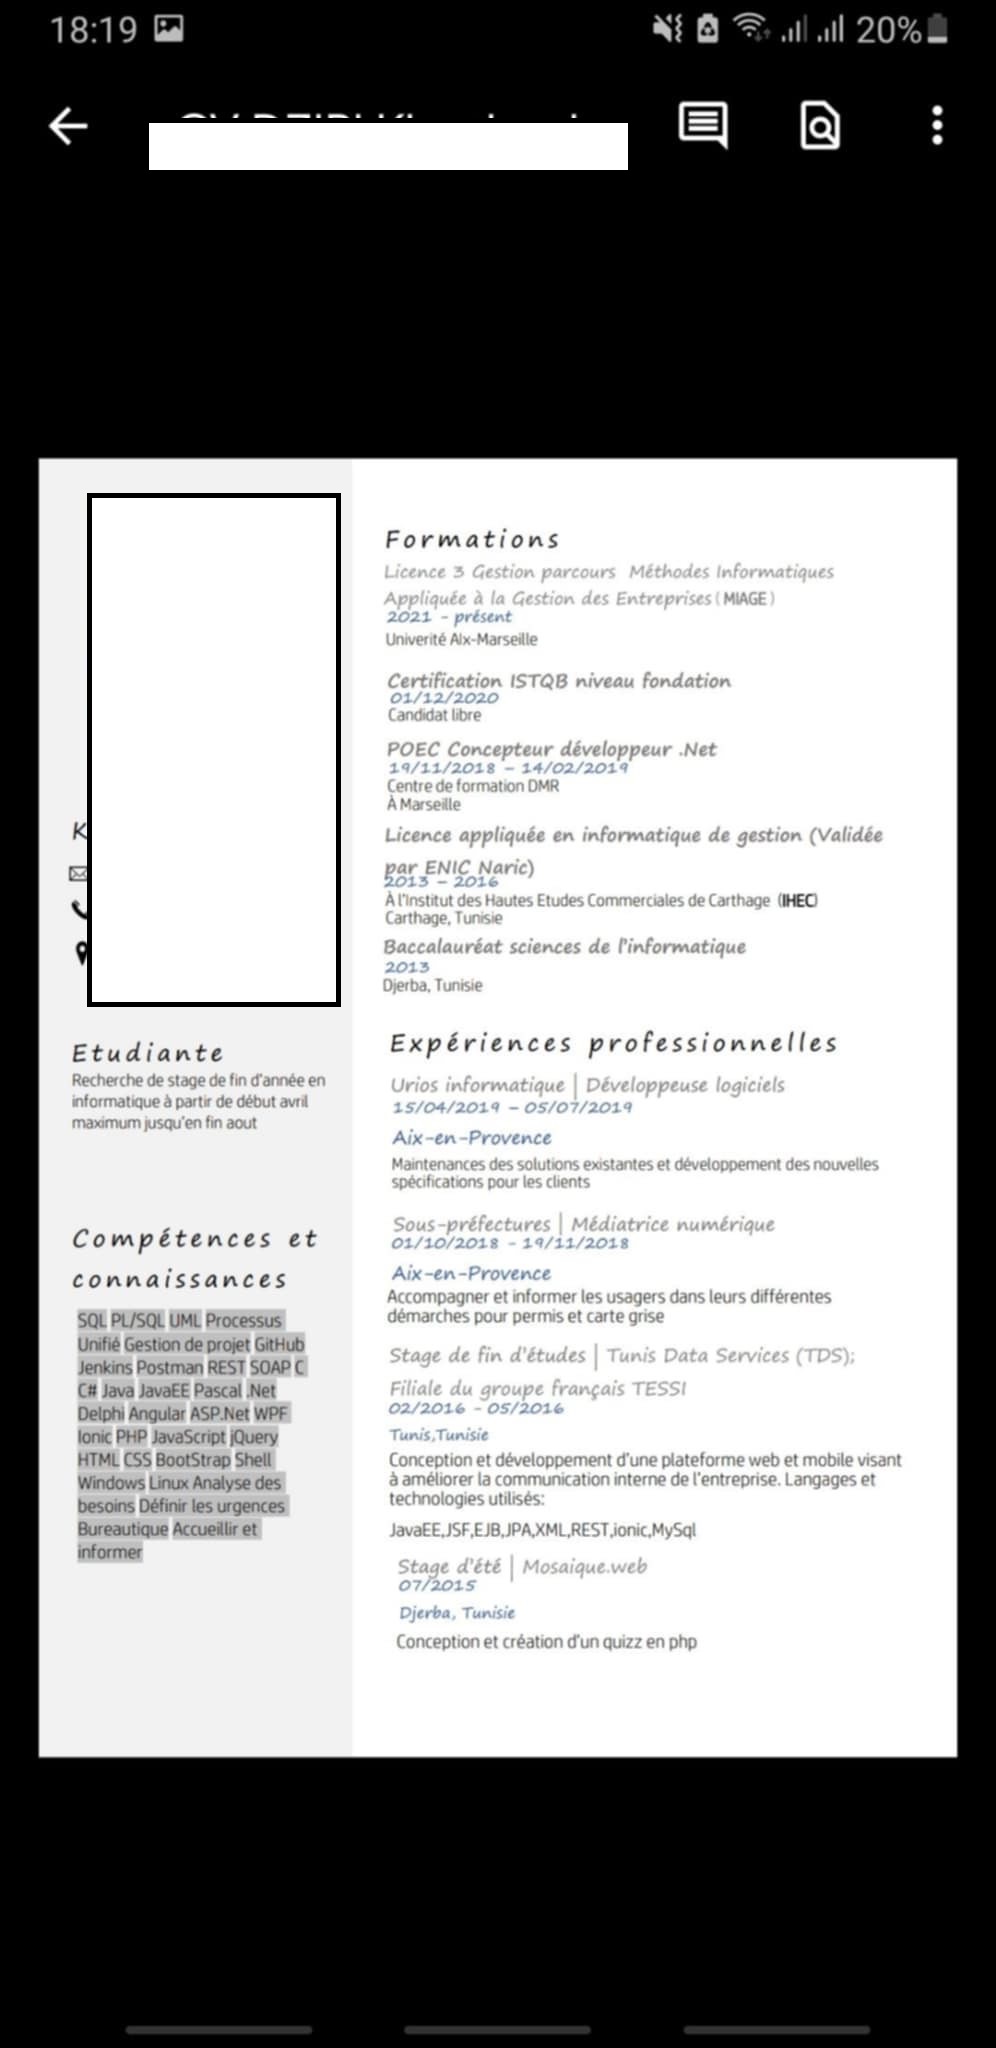 18:19
20%
K
Etudiante
Recherche de stage de fin d'année en
informatique à partir de début avril
maximum jusqu'en fin aout
Compétences et
connaissances
SQL PL/SQL UML Processus
Unifié Gestion de projet GitHub
Jenkins Postman REST SOAP C
C# Java JavaEE Pascal .Net
Delphi Angular ASP.Net WPF
Ionic PHP JavaScript jQuery
HTML CSS BootStrap Shell
Windows Linux Analyse des
besoins Définir les urgences
Bureautique Accueillir et
informer
Formations
Licence 3 Gestion parcours Méthodes Informatiques
Appliquée à la Gestion des Entreprises ( MIAGE )
2021 - présent
Univerité Aix-Marseille
Certification ISTQB niveau fondation
01/12/2020
Candidat libre
POEC Concepteur développeur .Net
19/11/2018 – 14/02/2019
Centre de formation DMR
À Marseille
Licence appliquée en informatique de gestion (Validée
par ENIC Naric)
2013 – 2016
À l'Institut des Hautes Etudes Commerciales de Carthage (IHEC)
Carthage, Tunisie
Baccalauréat sciences de l'informatique
2013
Djerba, Tunisie
Expériences professionnelles
Urios informatique | Développeuse logiciels
15/04/2019 – 05/07/2019
Aix-en-Provence
Maintenances des solutions existantes et développement des nouvelles
spécifications pour les clients
Sous-préfectures | Médiatrice numérique
01/10/2018 - 19/11/2018
Aix-en-Provence
Accompagner et informer les usagers dans leurs différentes
démarches pour permis et carte grise
Stage de fin d'études | Tunis Data Services (TDS);
Filiale du groupe français TESSI
02/2016 - 05/2016
Tunis,Tunisie
Conception et développement d'une plateforme web et mobile visant
à améliorer la communication interne de l'entreprise. Langages et
technologies utilisés:
JavaEE,JSF,EJB,JPA,XML,REST,ionic,MySql
Stage d'été | Mosaique.web
07/2015
Djerba, Tunisie
Conception et création d'un quizz en php